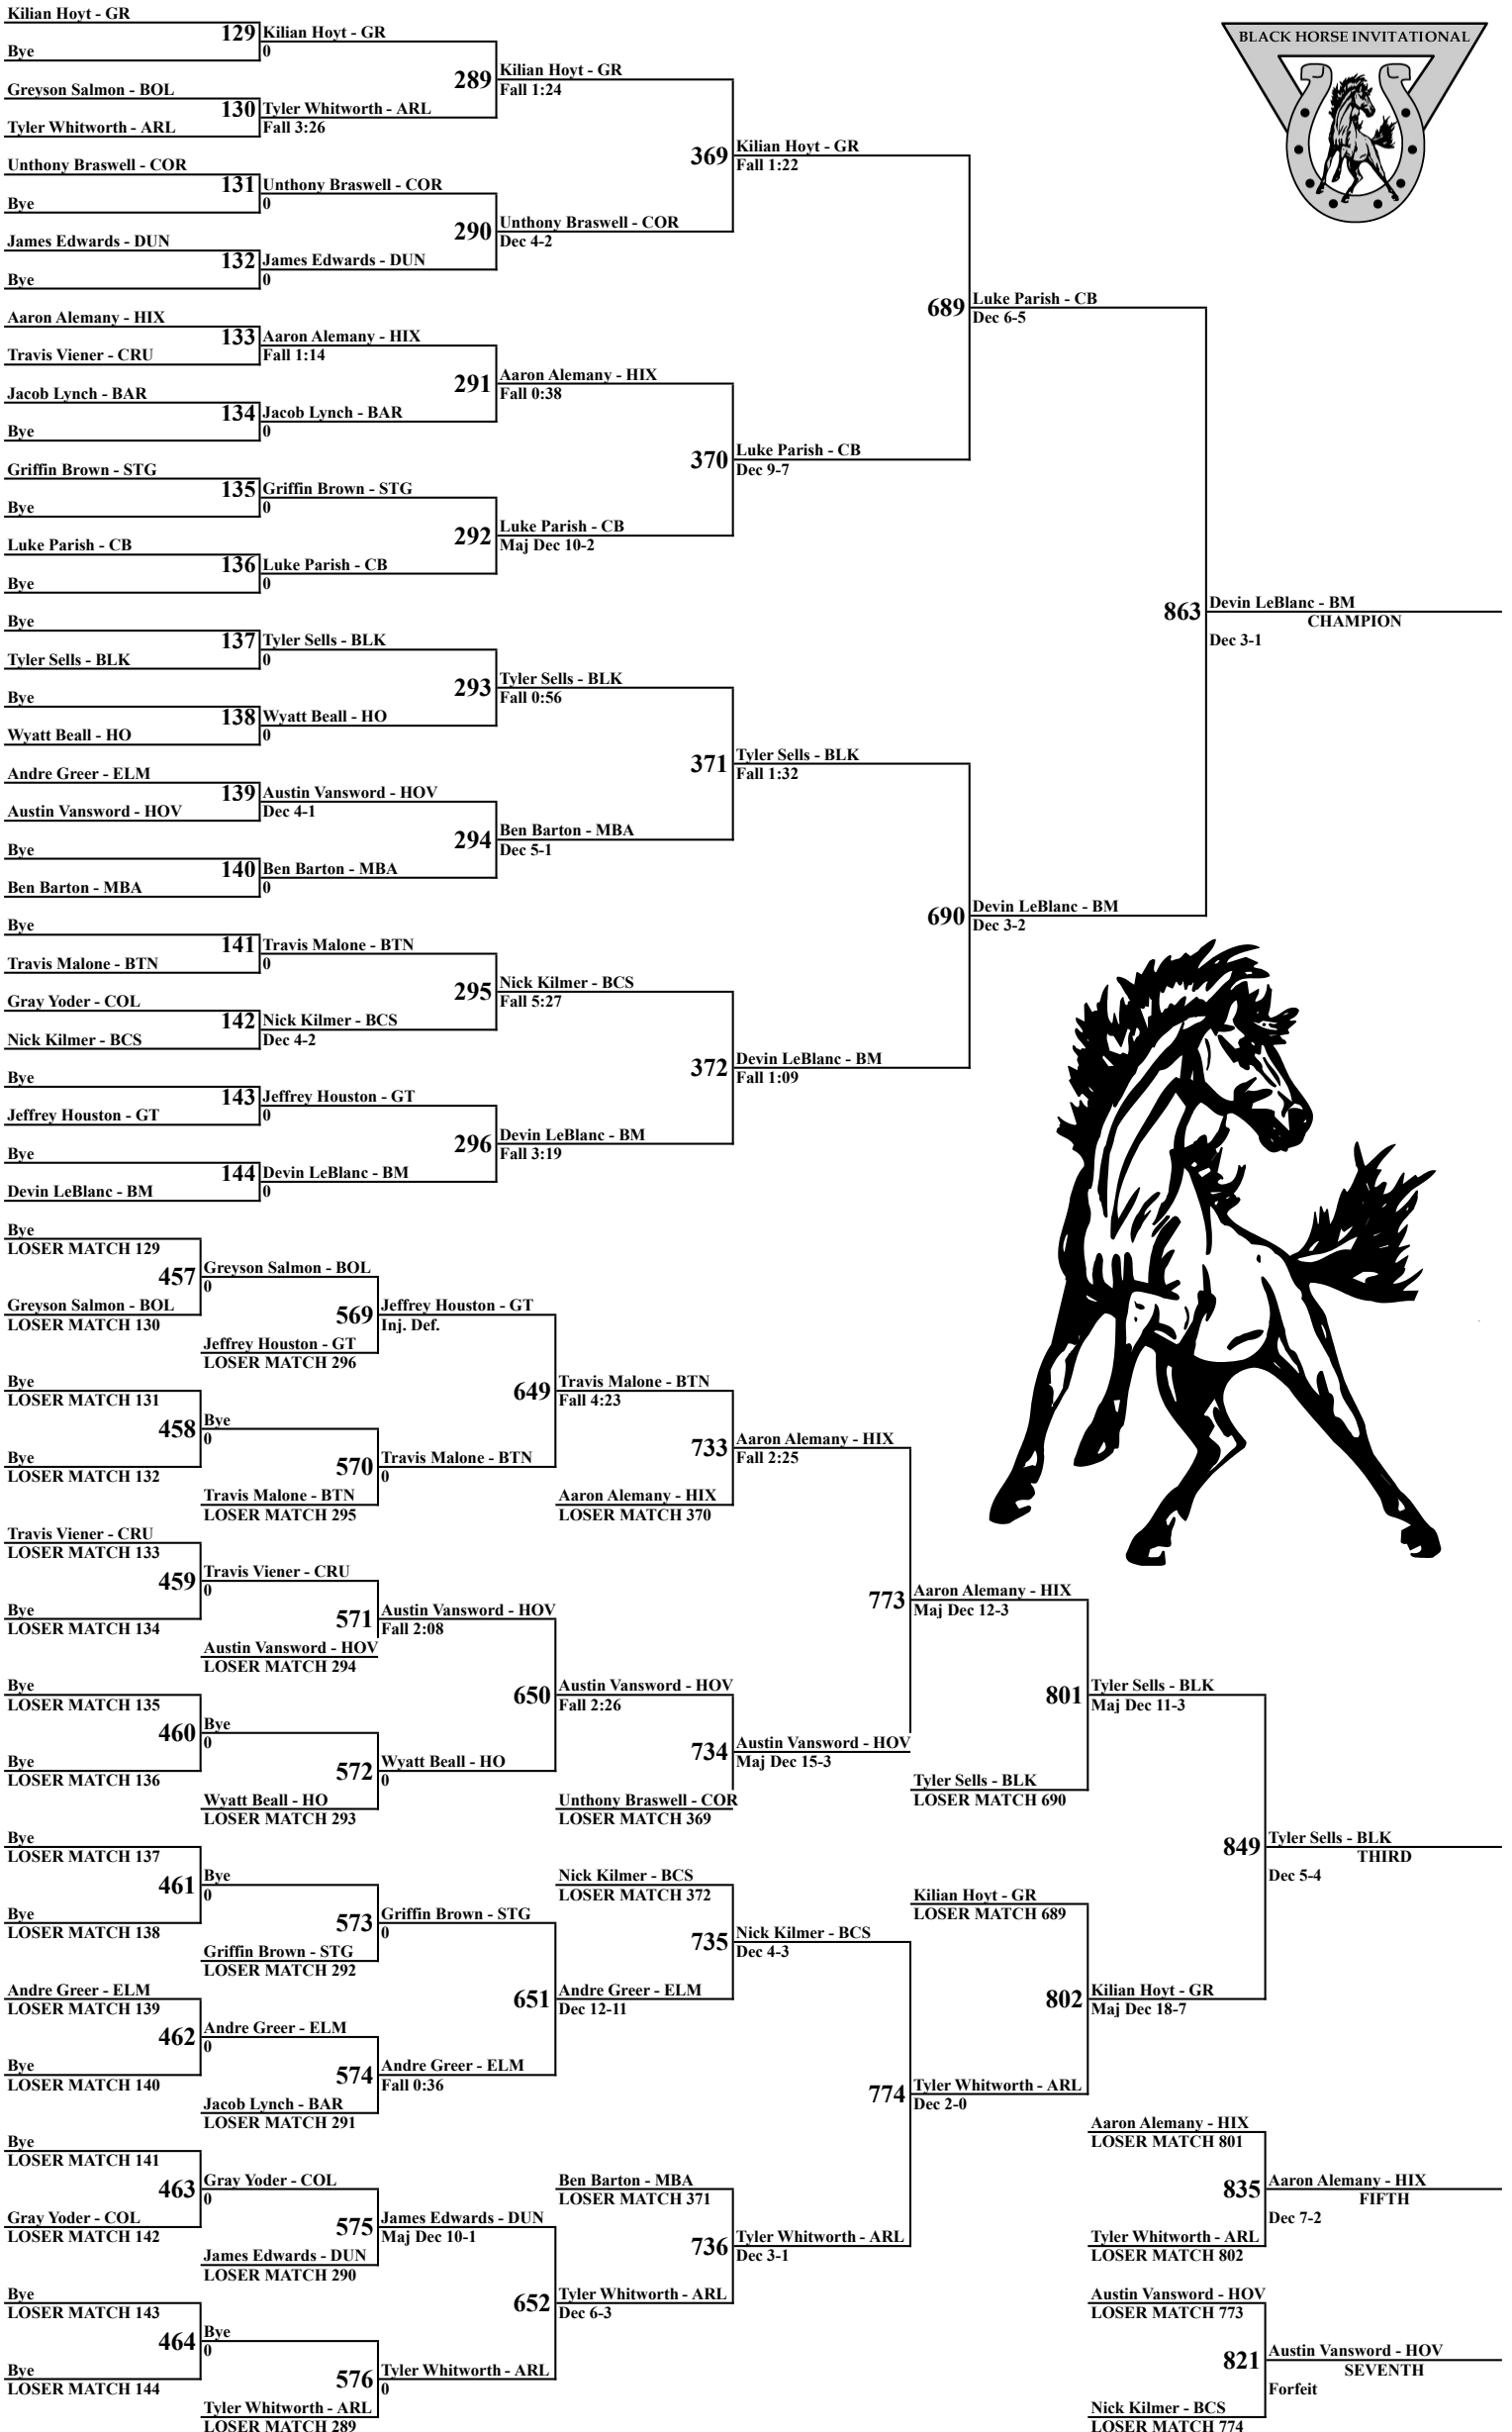 BLACK HORSE INVITATIONAL
Kilian Hoyt - GR
Bye
129
Kilian Hoyt - GR
0
Greyson Salmon - BOL
Tyler Whitworth - ARL
130
Tyler Whitworth - ARL
Fall 3:26
289
Kilian Hoyt - GR
Fall 1:24
Unthony Braswell - COR
Bye
131
Unthony Braswell - COR
0
James Edwards - DUN
Bye
132
James Edwards - DUN
0
290
Unthony Braswell - COR
Dec 4-2
369
Kilian Hoyt - GR
Fall 1:22
Aaron Alemany - HIX
Travis Viener - CRU
133
Aaron Alemany - HIX
Fall 1:14
Jacob Lynch - BAR
Bye
134
Jacob Lynch - BAR
0
291
Aaron Alemany - HIX
Fall 0:38
Griffin Brown - STG
Bye
135
Griffin Brown - STG
0
Luke Parish - CB
Bye
136
Luke Parish - CB
0
292
Luke Parish - CB
Maj Dec 10-2
370
Luke Parish - CB
Dec 9-7
689
Luke Parish - CB
Dec 6-5
Bye
Tyler Sells - BLK
137
Tyler Sells - BLK
0
Bye
Wyatt Beall - HO
138
Wyatt Beall - HO
0
293
Tyler Sells - BLK
Fall 0:56
Andre Greer - ELM
Austin Vansword - HOV
139
Austin Vansword - HOV
Dec 4-1
Bye
Ben Barton - MBA
140
Ben Barton - MBA
0
294
Ben Barton - MBA
Dec 5-1
371
Tyler Sells - BLK
Fall 1:32
Bye
Travis Malone - BTN
141
Travis Malone - BTN
0
Gray Yoder - COL
Nick Kilmer - BCS
142
Nick Kilmer - BCS
Dec 4-2
295
Nick Kilmer - BCS
Fall 5:27
Bye
Jeffrey Houston - GT
143
Jeffrey Houston - GT
0
Bye
Devin LeBlanc - BM
144
Devin LeBlanc - BM
0
296
Devin LeBlanc - BM
Fall 3:19
372
Devin LeBlanc - BM
Fall 1:09
690
Devin LeBlanc - BM
Dec 3-2
863
Devin LeBlanc - BM
CHAMPION
Dec 3-1
Bye
LOSER MATCH 129
Greyson Salmon - BOL
LOSER MATCH 130
457
Greyson Salmon - BOL
0
Jeffrey Houston - GT
LOSER MATCH 296
569
Jeffrey Houston - GT
Inj. Def.
Bye
LOSER MATCH 131
Bye
LOSER MATCH 132
458
Bye
0
Travis Malone - BTN
LOSER MATCH 295
570
Travis Malone - BTN
0
649
Travis Malone - BTN
Fall 4:23
Aaron Alemany - HIX
LOSER MATCH 370
733
Aaron Alemany - HIX
Fall 2:25
Travis Viener - CRU
LOSER MATCH 133
Bye
LOSER MATCH 134
459
Travis Viener - CRU
0
Austin Vansword - HOV
LOSER MATCH 294
571
Austin Vansword - HOV
Fall 2:08
Bye
LOSER MATCH 135
Bye
LOSER MATCH 136
460
Bye
0
Wyatt Beall - HO
LOSER MATCH 293
572
Wyatt Beall - HO
0
650
Austin Vansword - HOV
Fall 2:26
Unthony Braswell - COR
LOSER MATCH 369
734
Austin Vansword - HOV
Maj Dec 15-3
773
Aaron Alemany - HIX
Maj Dec 12-3
Tyler Sells - BLK
LOSER MATCH 690
801
Tyler Sells - BLK
Maj Dec 11-3
Bye
LOSER MATCH 137
Bye
LOSER MATCH 138
461
Bye
0
Griffin Brown - STG
LOSER MATCH 292
573
Griffin Brown - STG
0
Andre Greer - ELM
LOSER MATCH 139
Bye
LOSER MATCH 140
462
Andre Greer - ELM
0
Jacob Lynch - BAR
LOSER MATCH 291
574
Andre Greer - ELM
Fall 0:36
651
Andre Greer - ELM
Dec 12-11
Nick Kilmer - BCS
LOSER MATCH 372
735
Nick Kilmer - BCS
Dec 4-3
Bye
LOSER MATCH 141
Gray Yoder - COL
LOSER MATCH 142
463
Gray Yoder - COL
0
James Edwards - DUN
LOSER MATCH 290
575
James Edwards - DUN
Maj Dec 10-1
Bye
LOSER MATCH 143
Bye
LOSER MATCH 144
464
Bye
0
Tyler Whitworth - ARL
LOSER MATCH 289
576
Tyler Whitworth - ARL
0
652
Tyler Whitworth - ARL
Dec 6-3
Ben Barton - MBA
LOSER MATCH 371
736
Tyler Whitworth - ARL
Dec 3-1
774
Tyler Whitworth - ARL
Dec 2-0
Kilian Hoyt - GR
LOSER MATCH 689
802
Kilian Hoyt - GR
Maj Dec 18-7
849
Tyler Sells - BLK
THIRD
Dec 5-4
Aaron Alemany - HIX
LOSER MATCH 801
Tyler Whitworth - ARL
LOSER MATCH 802
835
Aaron Alemany - HIX
FIFTH
Dec 7-2
Austin Vansword - HOV
LOSER MATCH 773
Nick Kilmer - BCS
LOSER MATCH 774
821
Austin Vansword - HOV
SEVENTH
Forfeit